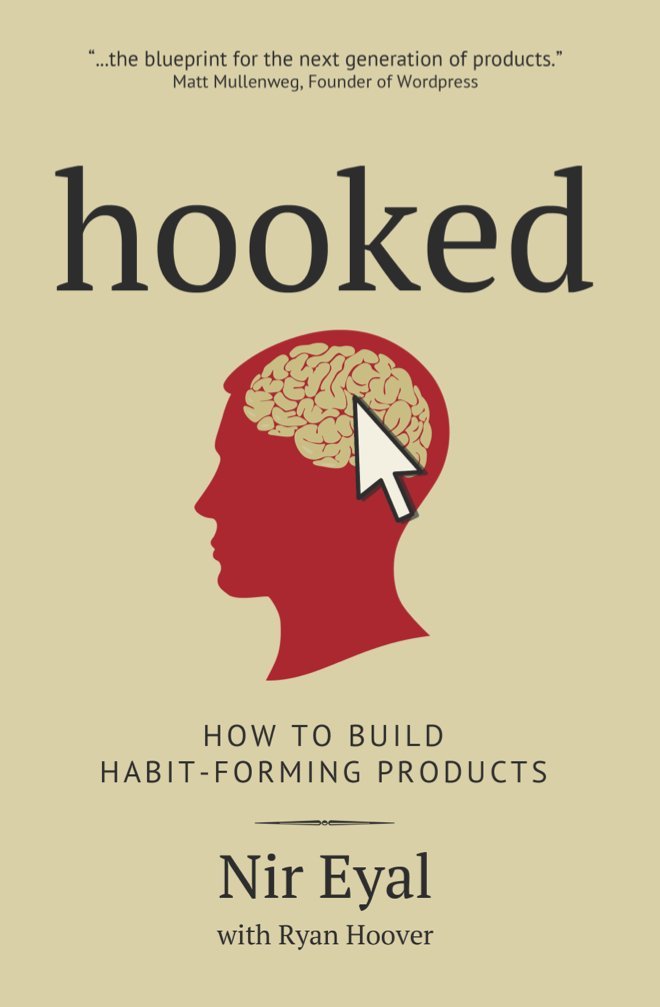 “...the blueprint for the next generation of products.”
Matt Mullenweg, Founder of Wordpress
hooked
HOW TO BUILD
HABIT-FORMING PRODUCTS
Nir Eyal
with Ryan Hoover